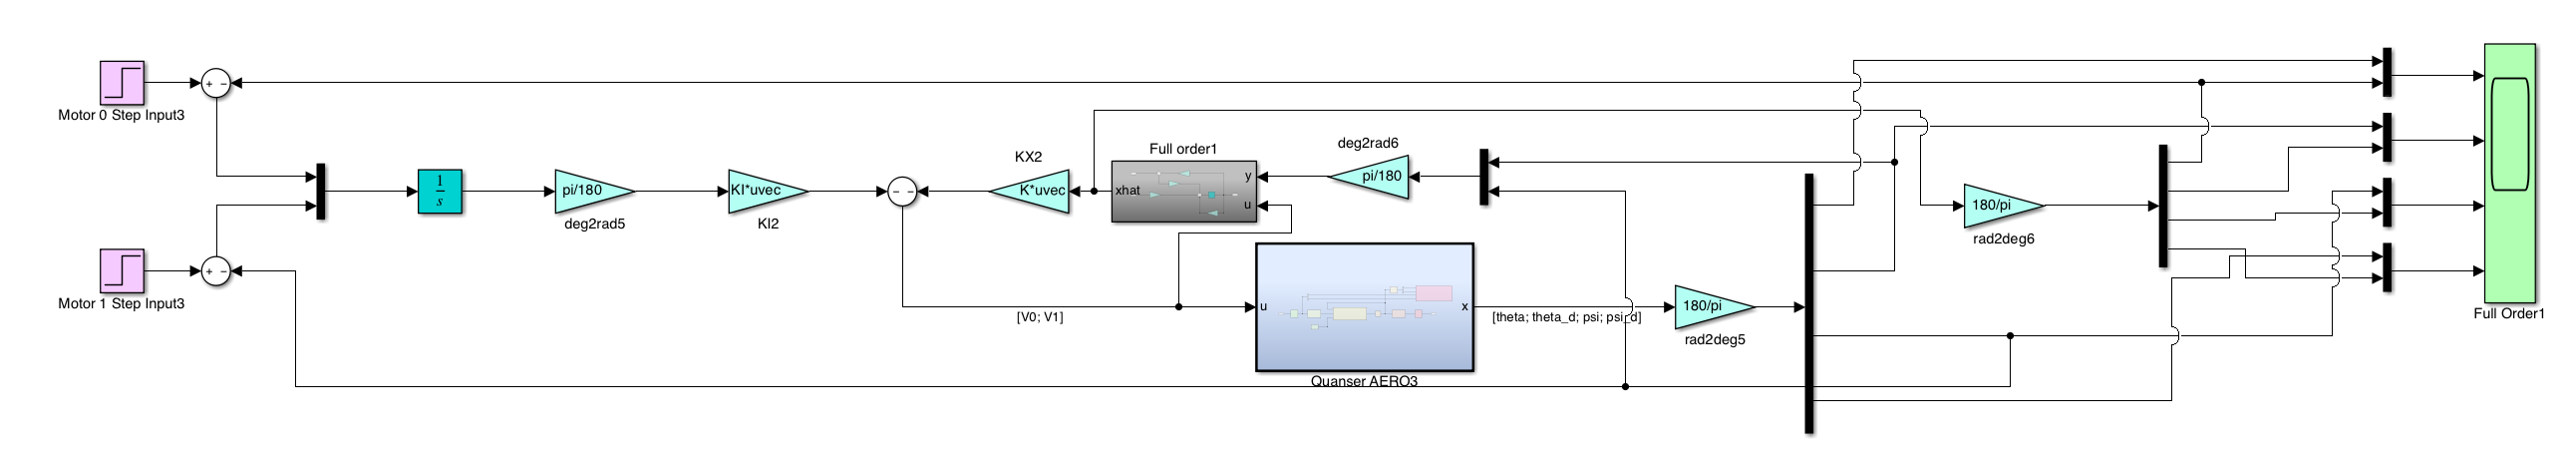 Motor 0 Step Input3
+ −
Motor 1 Step Input3
+ −
1
s
pi/180
deg2rad5
KI*uvec
KI2
− −
KX2
K*uvec
Full order1
xhat
y
u
deg2rad6
pi/180
[V0; V1]
u
x
Quanser AERO3
[theta; theta_d; psi; psi_d]
180/pi
rad2deg5
180/pi
rad2deg6
Full Order1